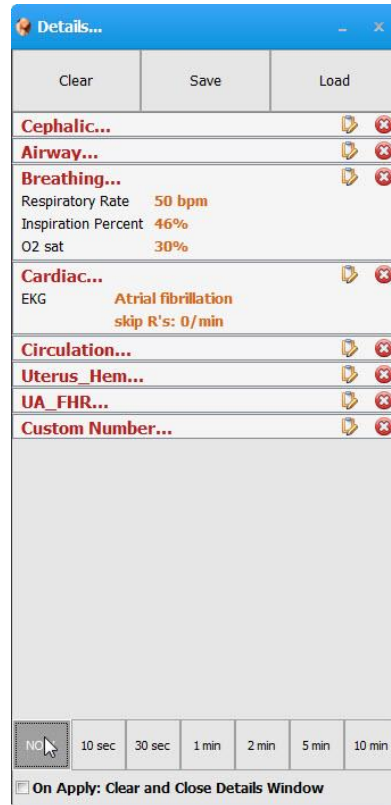 Details...
Clear Save Load
Cephalic...
Airway...
Breathing...
Respiratory Rate 50 bpm
Inspiration Percent 46%
O2 sat 30%
Cardiac...
EKG Atrial fibrillation
skip R's: 0/min
Circulation...
Uterus_Hem...
UA_FHR...
Custom Number...
10 sec 30 sec 1 min 2 min 5 min 10 min
On Apply: Clear and Close Details Window